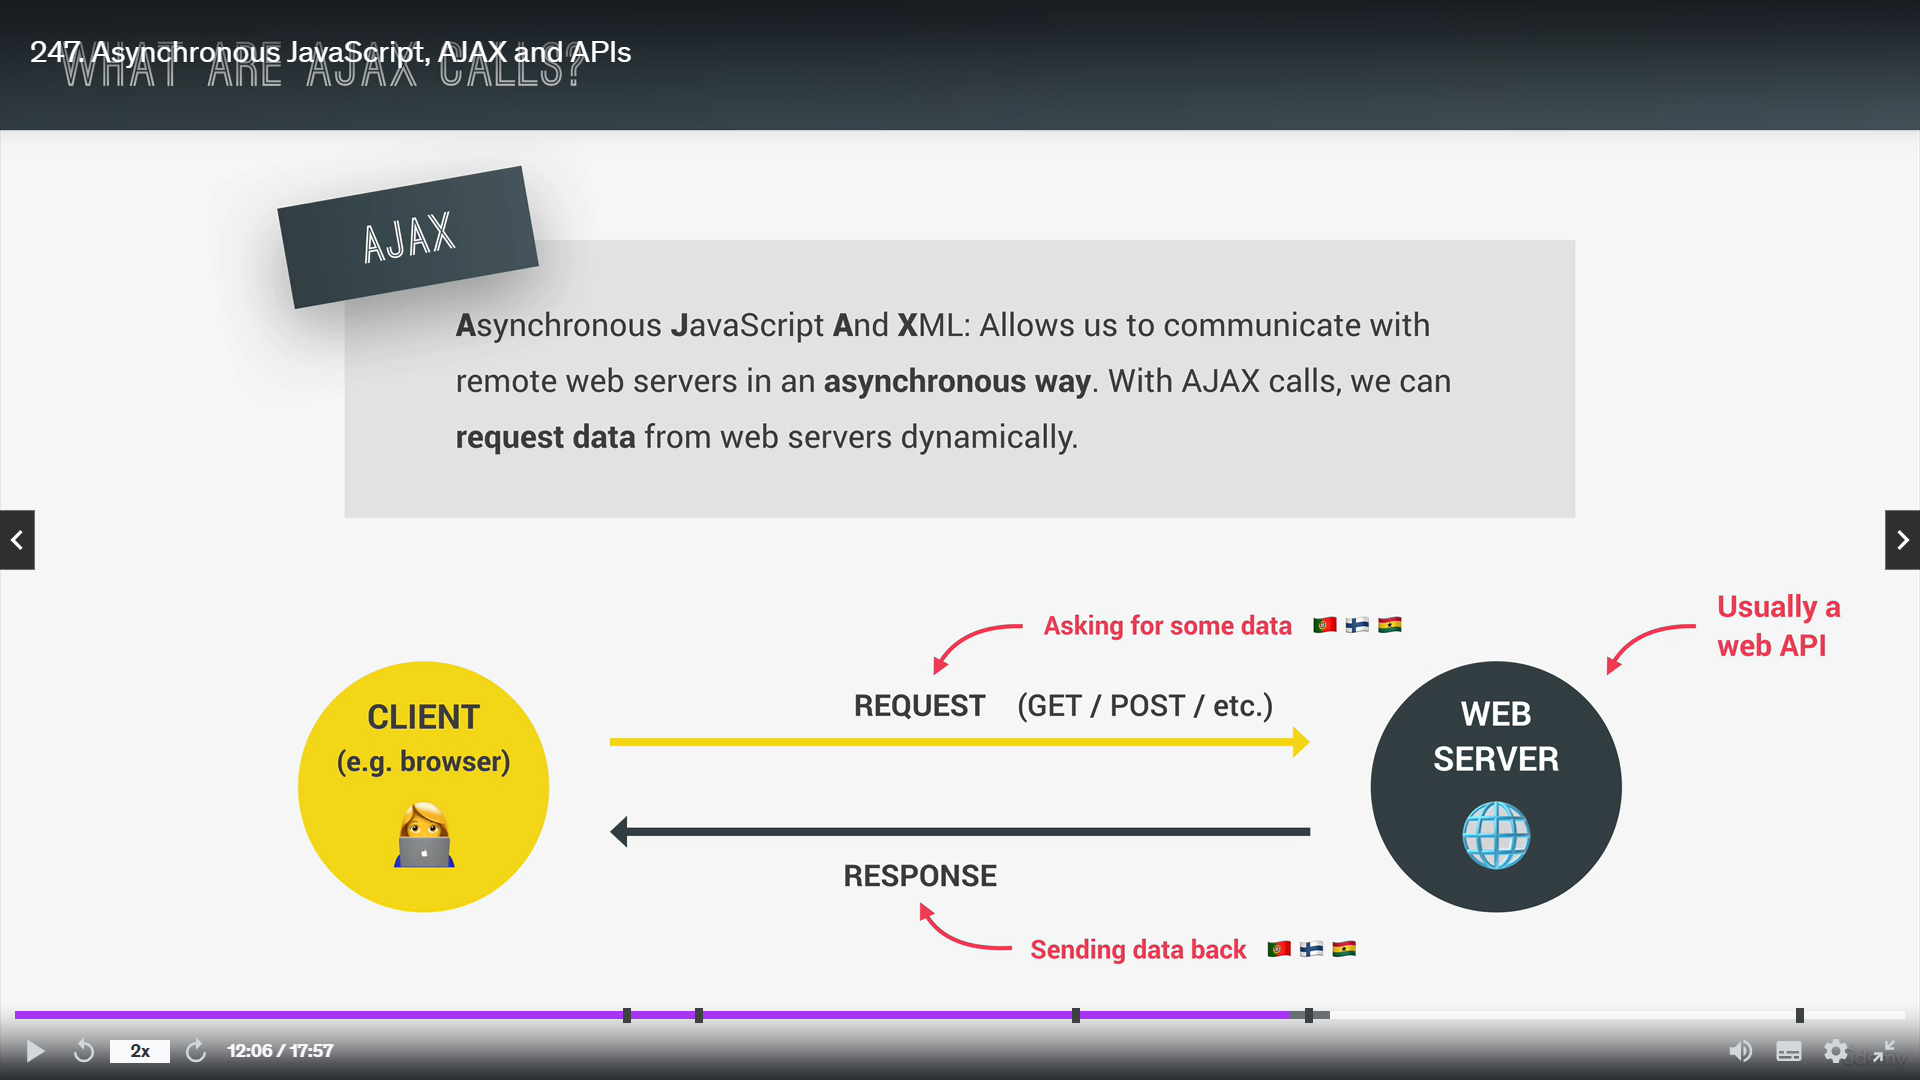 247. Asynchronous JavaScript, AJAX and APIs
WHAT ARE AJAX CALLS?
AJAX
Asynchronous JavaScript And XML: Allows us to communicate with
remote web servers in an asynchronous way. With AJAX calls, we can
request data from web servers dynamically.
Usually a
web API
Asking for some data
REQUEST (GET / POST / etc.)
CLIENT
(e.g. browser)
WEB
SERVER
RESPONSE
Sending data back
2x
12:06 / 17:57
udemy